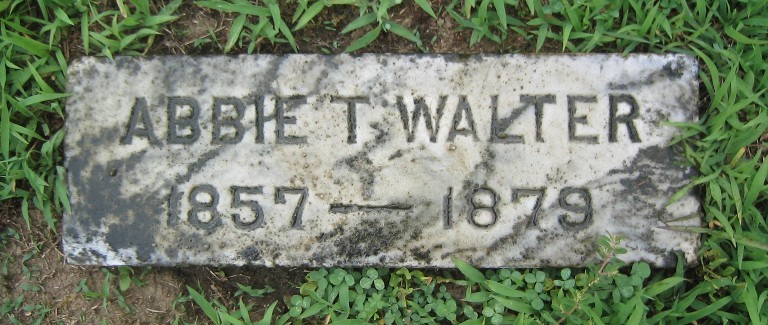 ABBIE T. WALTER
1857 — 1879